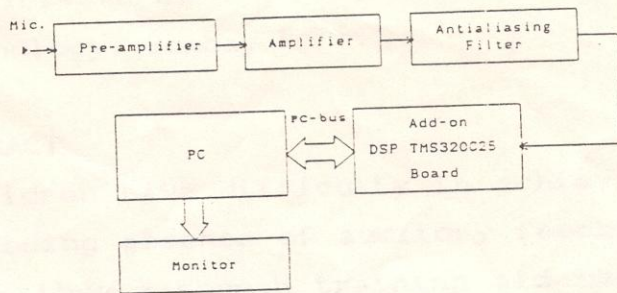 Mic.
Pre-amplifier
Amplifier
Antialiasing
Filter
PC-bus
PC
Add-on
DSP TMS320C25
Board
Monitor